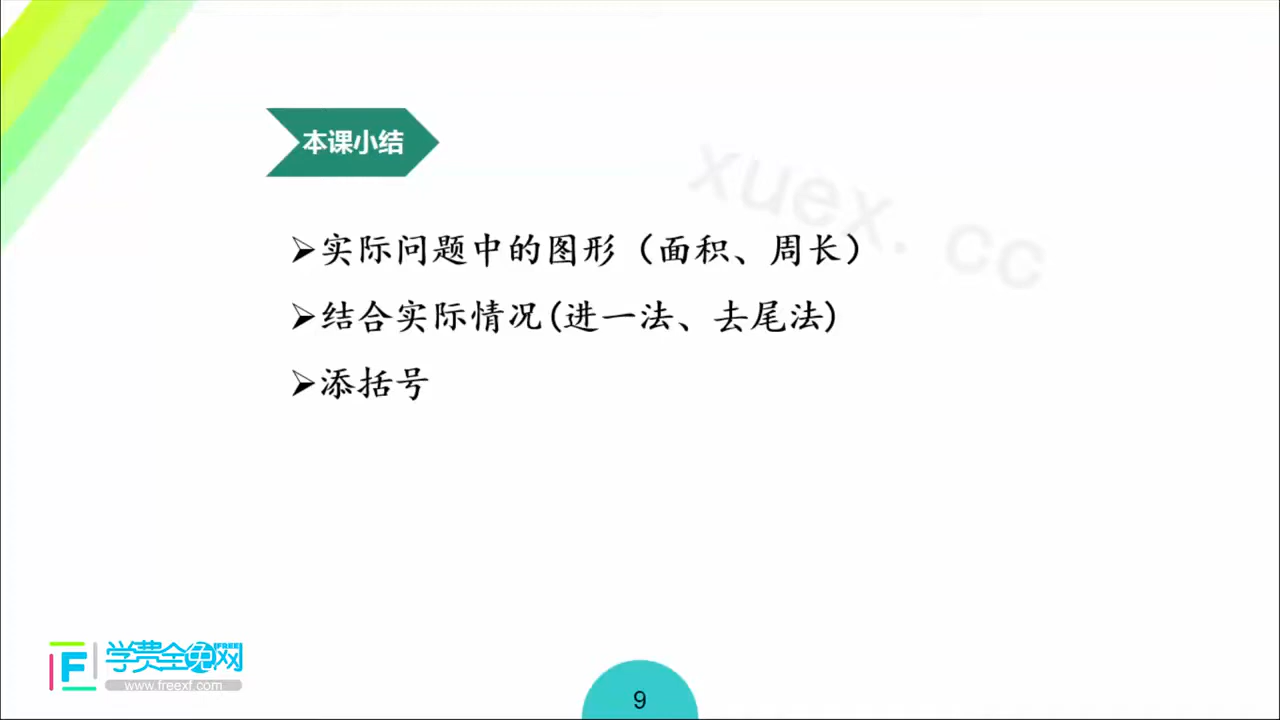 本课小结
xuex. cc
➢实际问题中的图形（面积、周长）
➢结合实际情况(进一法、去尾法)
➢添括号
F 学费全免网 FREE
www.freexf.com
9